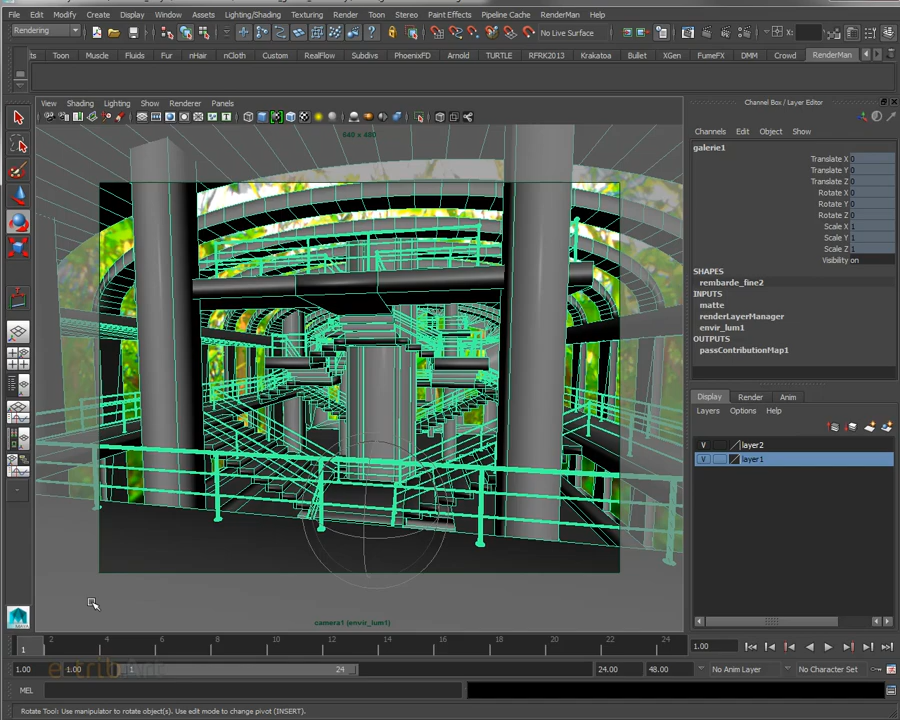 File Modify Create Display Window Assets Lighting/Shading Texturing Render Toon Stereo Paint Effects Pipeline Cache RenderMan Help
Rendering No Live Surface X:
ts Toon Muscle Fluids Fur nHair nCloth Custom RealFlow Subdivs PhoenixFD Arnold TURTLE RFRK2013 Krakatoa Bullet XGen FumeFX DMM Crowd RenderMan
Channel Box / Layer Editor
View Shading Lighting Show Renderer Panels
Channels Edit Object Show
640 x 480
galerie1
Translate X 0
Translate Y 0
Translate Z 0
Rotate X 0
Rotate Y 0
Rotate Z 0
Scale X 1
Scale Y 1
Scale Z 1
Visibility on
SHAPES
rembarde_fine2
INPUTS
matte
renderLayerManager
envir_lum1
OUTPUTS
passContributionMap1
Display Render Anim
Layers Options Help
V layer2
V layer1
MAYA
camera1 (envir_lum1)
1 2 4 6 8 10 12 14 16 18 20 22 24
1.00
1.00 1.00 1 24 24.00 48.00 No Anim Layer No Character Set
e-tribArt
MEL
Rotate Tool: Use manipulator to rotate object(s). Use edit mode to change pivot (INSERT).